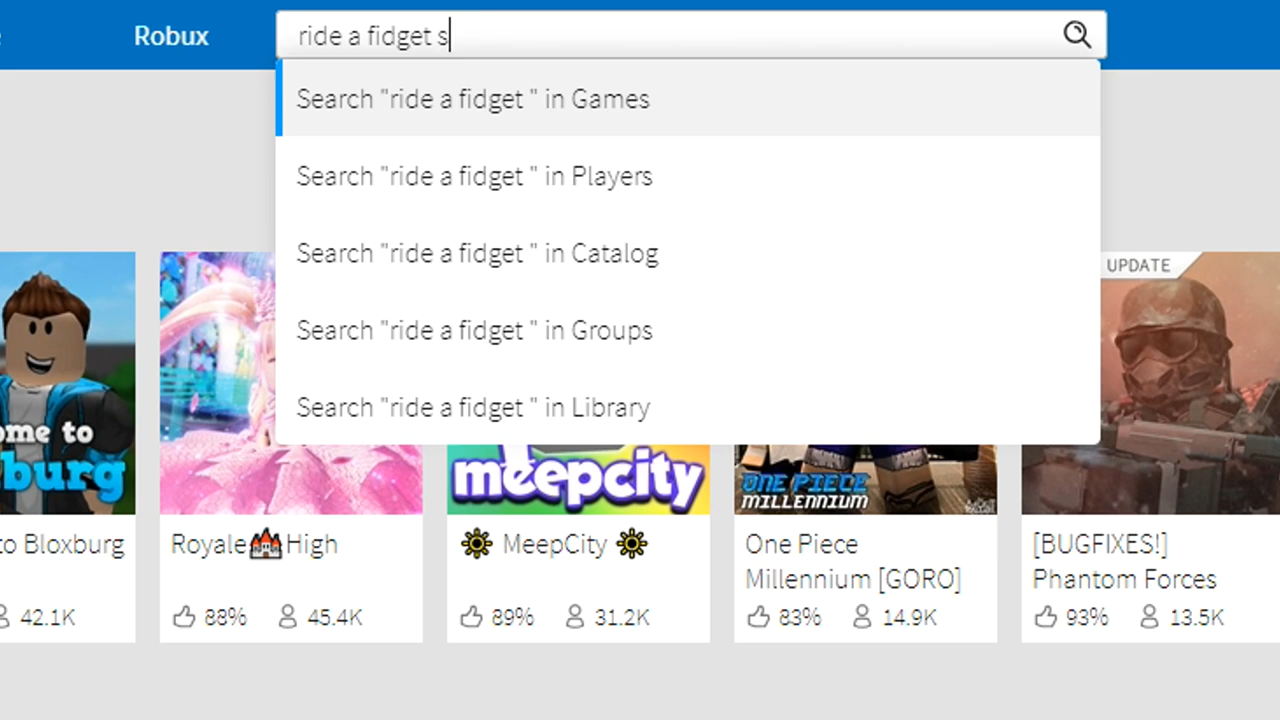 Robux
ride a fidget s
Search "ride a fidget " in Games
Search "ride a fidget " in Players
Search "ride a fidget " in Catalog
Search "ride a fidget " in Groups
Search "ride a fidget " in Library
UPDATE
ome to
burg
meepcity
ONE PIECE
MILLENNIUM
to Bloxburg
42.1K
Royale🏰High
88% 45.4K
🔅 MeepCity 🔅
89% 31.2K
One Piece
Millennium [GORO]
83% 14.9K
[BUGFIXES!]
Phantom Forces
93% 13.5K